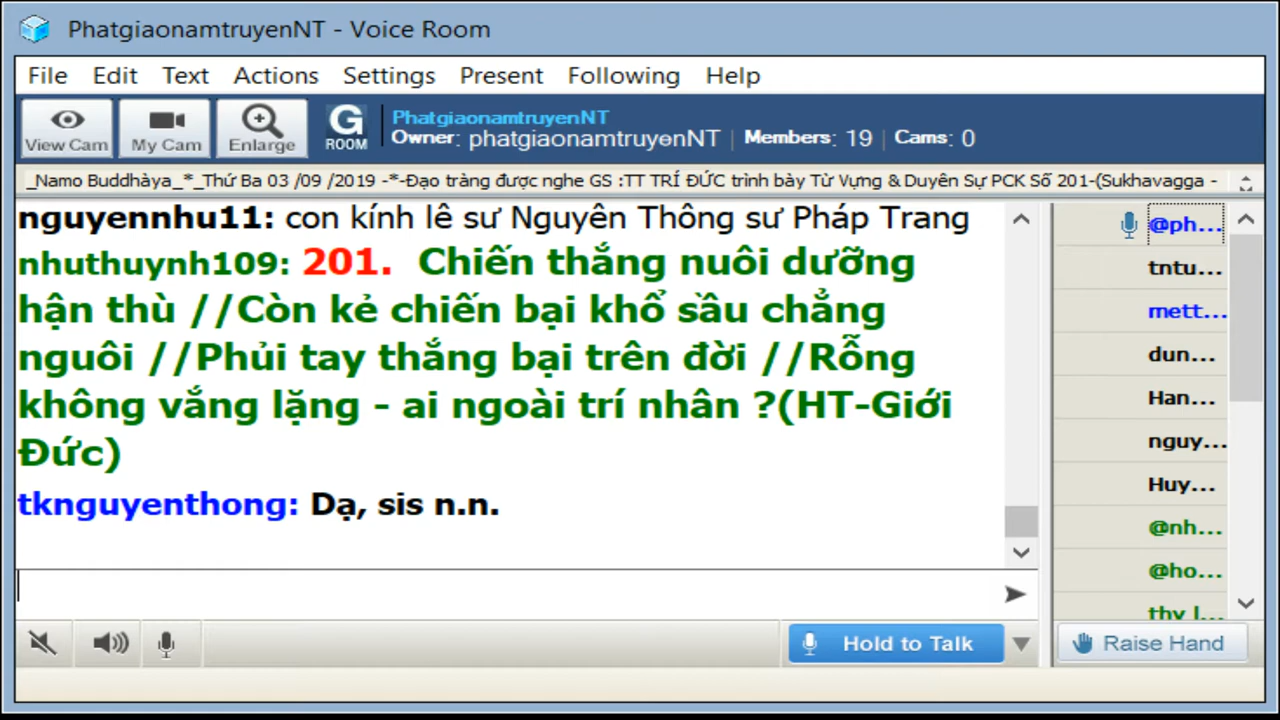 PhatgiaonamtruyenNT - Voice Room
File Edit Text Actions Settings Present Following Help
View Cam My Cam Enlarge G ROOM
PhatgiaonamtruyenNT
Owner: phatgiaonamtruyenNT | Members: 19 | Cams: 0
_Namo Buddhàya_*_Thứ Ba 03 /09 /2019 -*-Đạo tràng được nghe GS :TT TRÍ ĐỨC trình bày Từ Vựng & Duyên Sự PCK Số 201-(Sukhavagga -
nguyennhu11: con kính lê sư Nguyên Thông sư Pháp Trang
nhuthuynh109: 201. Chiến thắng nuôi dưỡng
hận thù //Còn kẻ chiến bại khổ sầu chẳng
nguôi //Phủi tay thắng bại trên đời //Rỗng
không vắng lặng - ai ngoài trí nhân ?(HT-Giới
Đức)
tknguyenthong: Dạ, sis n.n.
@ph...
tntu...
mett...
dun...
Han...
nguy...
Huy...
@nh...
@ho...
thy l...
Hold to Talk
Raise Hand